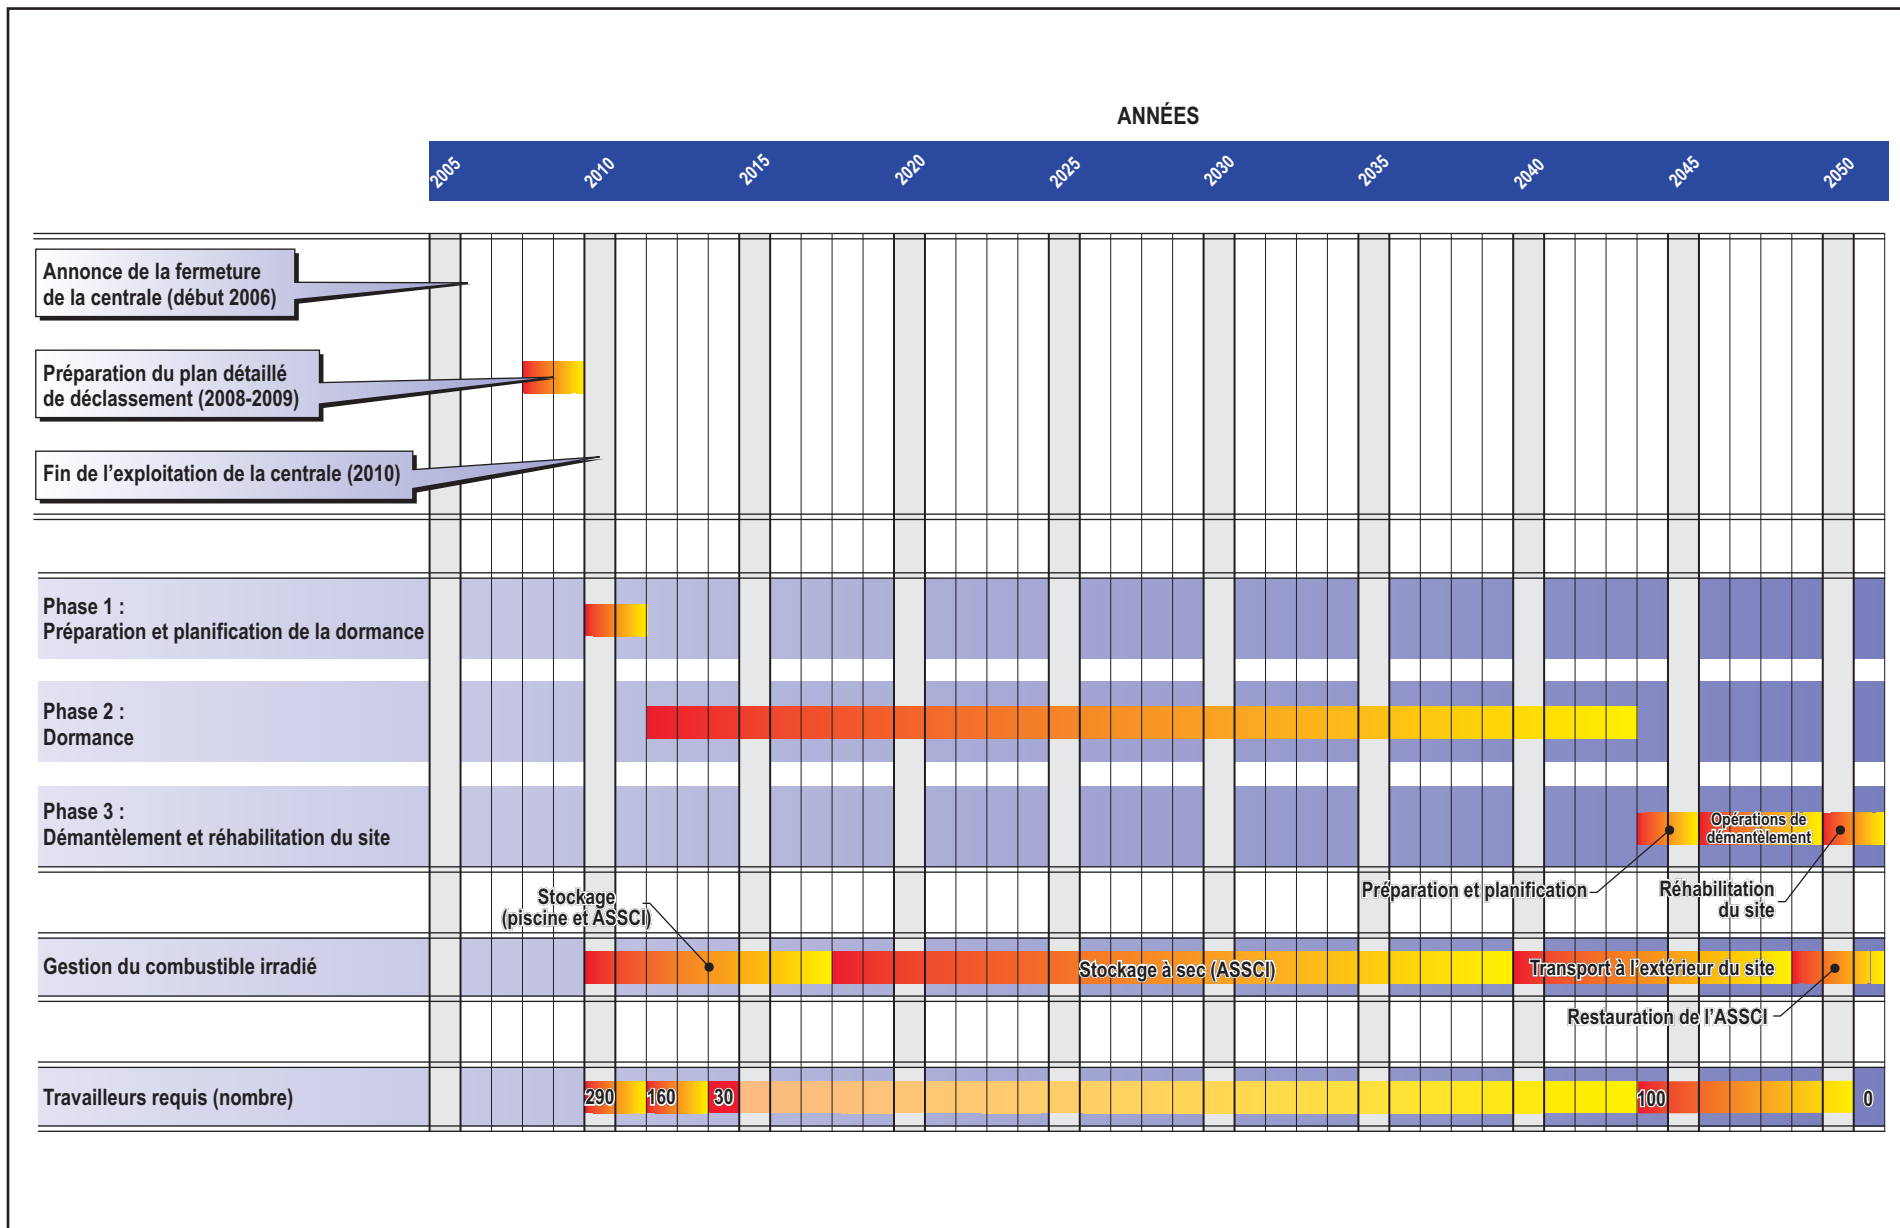 ANNÉES
2005 2010 2015 2020 2025 2030 2035 2040 2045 2050
Annonce de la fermeture
de la centrale (début 2006)
Préparation du plan détaillé
de déclassement (2008-2009)
Fin de l'exploitation de la centrale (2010)
Phase 1 :
Préparation et planification de la dormance
Phase 2 :
Dormance
Phase 3 :
Démantèlement et réhabilitation du site
Opérations de
démantèlement
Préparation et planification
Réhabilitation
du site
Stockage
(piscine et ASSCI)
Gestion du combustible irradié
Stockage à sec (ASSCI)
Transport à l'extérieur du site
Restauration de l'ASSCI
Travailleurs requis (nombre)
290 160 30 100 0